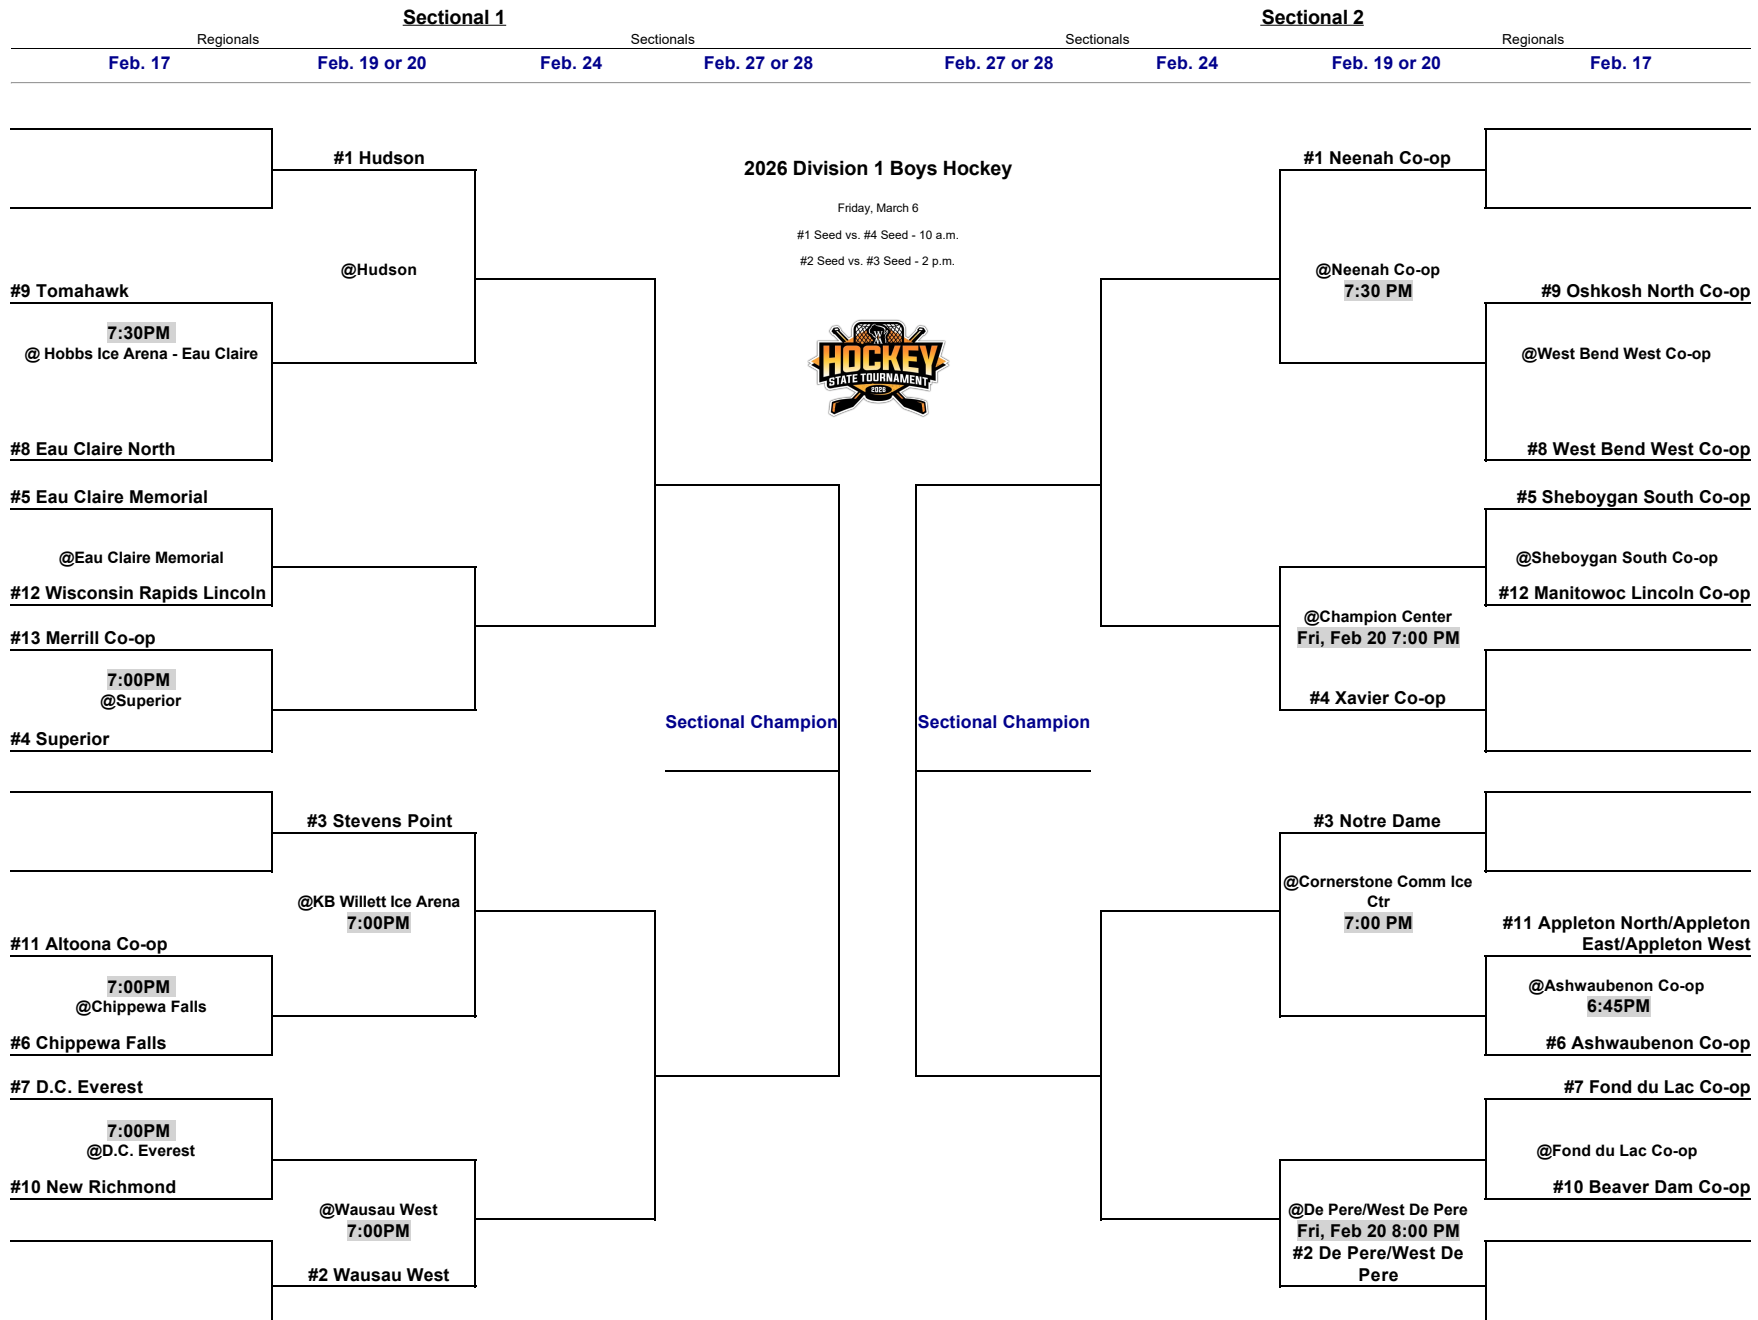 Sectional 1
Sectional 2
Regionals
Sectionals
Sectionals
Regionals
Feb. 17
Feb. 19 or 20
Feb. 24
Feb. 27 or 28
Feb. 27 or 28
Feb. 24
Feb. 19 or 20
Feb. 17
#1 Hudson
@Hudson
#9 Tomahawk
7:30PM
@ Hobbs Ice Arena - Eau Claire
#8 Eau Claire North
#5 Eau Claire Memorial
@Eau Claire Memorial
#12 Wisconsin Rapids Lincoln
#13 Merrill Co-op
7:00PM
@Superior
#4 Superior
#3 Stevens Point
@KB Willett Ice Arena
7:00PM
#11 Altoona Co-op
7:00PM
@Chippewa Falls
#6 Chippewa Falls
#7 D.C. Everest
7:00PM
@D.C. Everest
#10 New Richmond
@Wausau West
7:00PM
#2 Wausau West
2026 Division 1 Boys Hockey
Friday, March 6
#1 Seed vs. #4 Seed - 10 a.m.
#2 Seed vs. #3 Seed - 2 p.m.
HOCKEY
STATE TOURNAMENT
2026
Sectional Champion
Sectional Champion
#1 Neenah Co-op
@Neenah Co-op
7:30 PM
#9 Oshkosh North Co-op
@West Bend West Co-op
#8 West Bend West Co-op
#5 Sheboygan South Co-op
@Sheboygan South Co-op
#12 Manitowoc Lincoln Co-op
@Champion Center
Fri, Feb 20 7:00 PM
#4 Xavier Co-op
#3 Notre Dame
@Cornerstone Comm Ice
Ctr
7:00 PM
#11 Appleton North/Appleton
East/Appleton West
@Ashwaubenon Co-op
6:45PM
#6 Ashwaubenon Co-op
#7 Fond du Lac Co-op
@Fond du Lac Co-op
#10 Beaver Dam Co-op
@De Pere/West De Pere
Fri, Feb 20 8:00 PM
#2 De Pere/West De
Pere